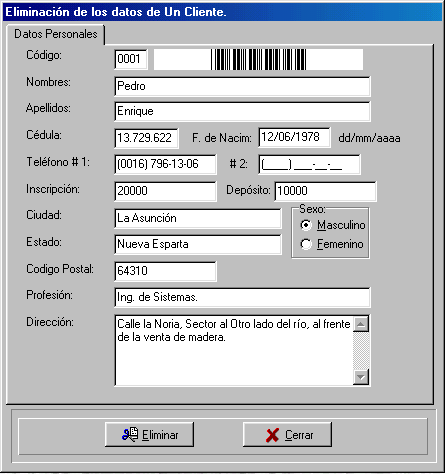 Eliminación de los datos de Un Cliente.
Datos Personales
Código: 0001
Nombres: Pedro
Apellidos: Enrique
Cédula: 13.729.622 F. de Nacim: 12/06/1978 dd/mm/aaaa
Teléfono # 1: (0016) 796-13-06 # 2: (____) ___-__-__
Inscripción: 20000 Depósito: 10000
Ciudad: La Asunción
Sexo:
Masculino
Estado: Nueva Esparta
Femenino
Codigo Postal: 64310
Profesión: Ing. de Sistemas.
Dirección: Calle la Noria, Sector al Otro lado del río, al frente
de la venta de madera.
Eliminar Cerrar